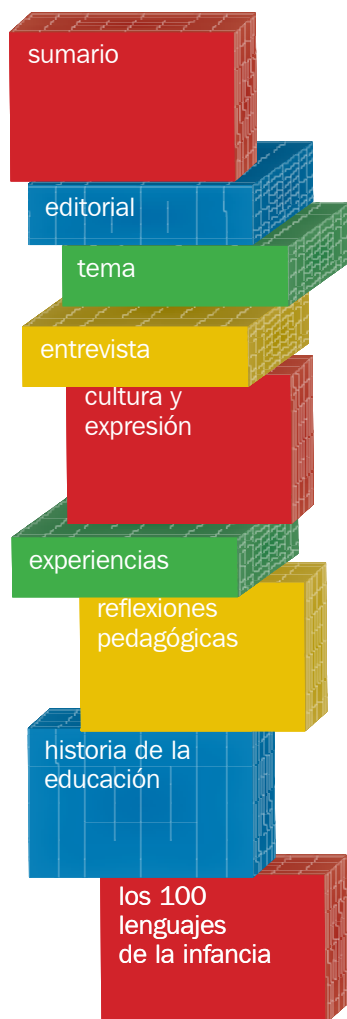 sumario
editorial
tema
entrevista
cultura y
expresión
experiencias
reflexiones
pedagógicas
historia de la
educación
los 100
lenguajes
de la infancia